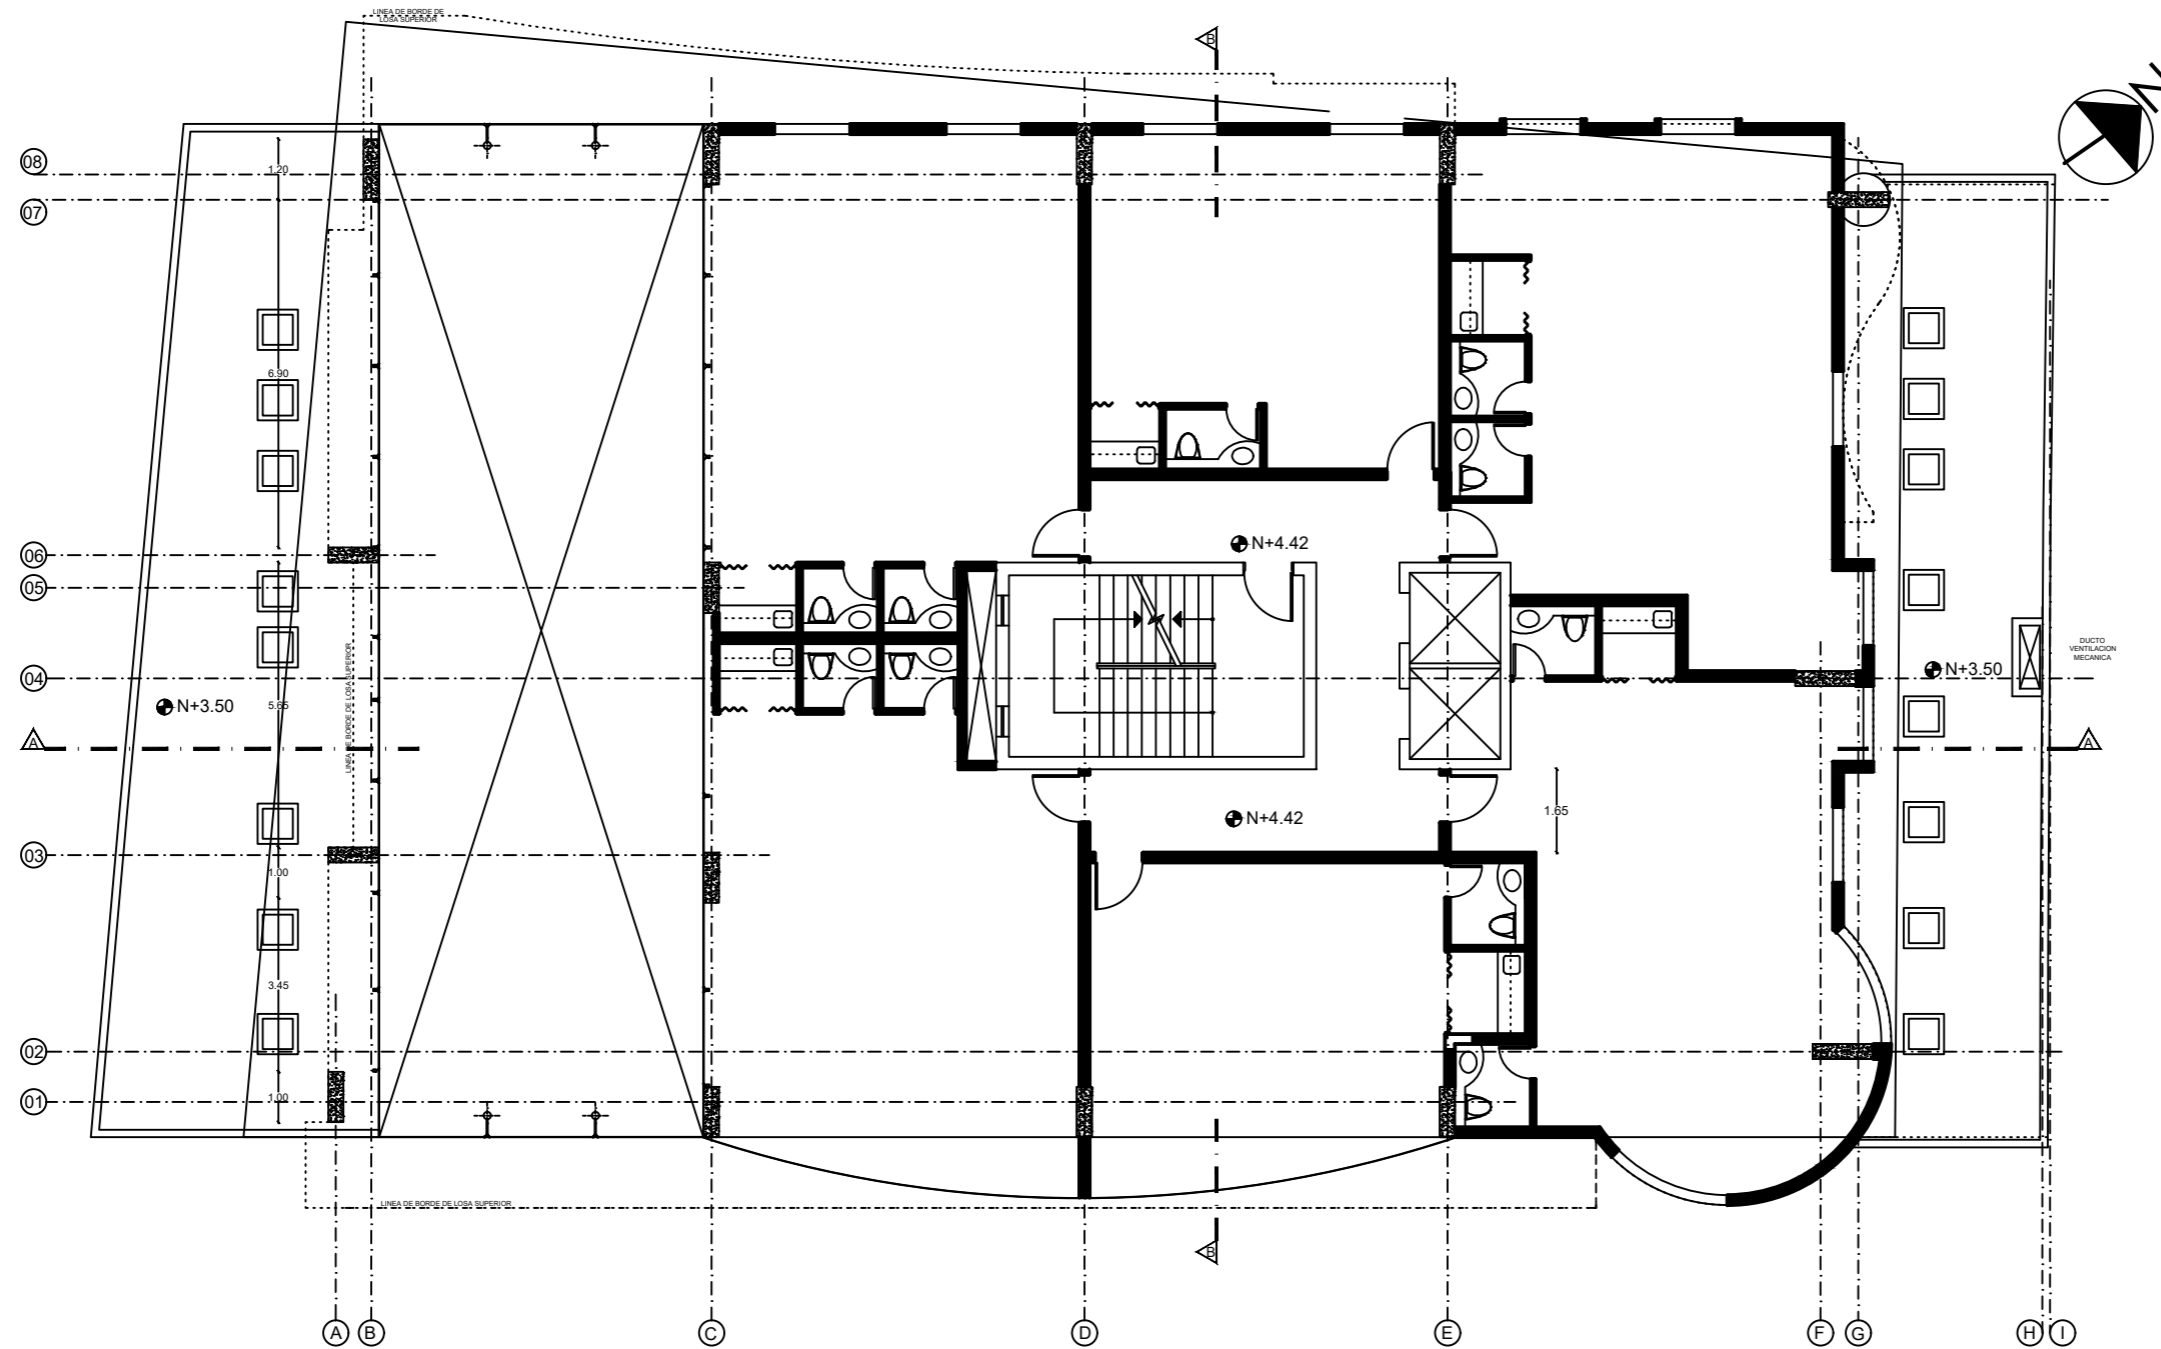 LINEA DE BORDE DE
LOSA SUPERIOR
B
N
08
1.20
07
6.90
06
N+4.42
05
DUCTO
VENTILACION
MECANICA
LINEA DE BORDE DE LOSA SUPERIOR
04
N+3.50
N+3.50
5.65
A
A
1.65
N+4.42
03
1.00
3.45
02
01
1.00
LINEA DE BORDE DE LOSA SUPERIOR
B
A
B
C
D
E
F
G
H
I